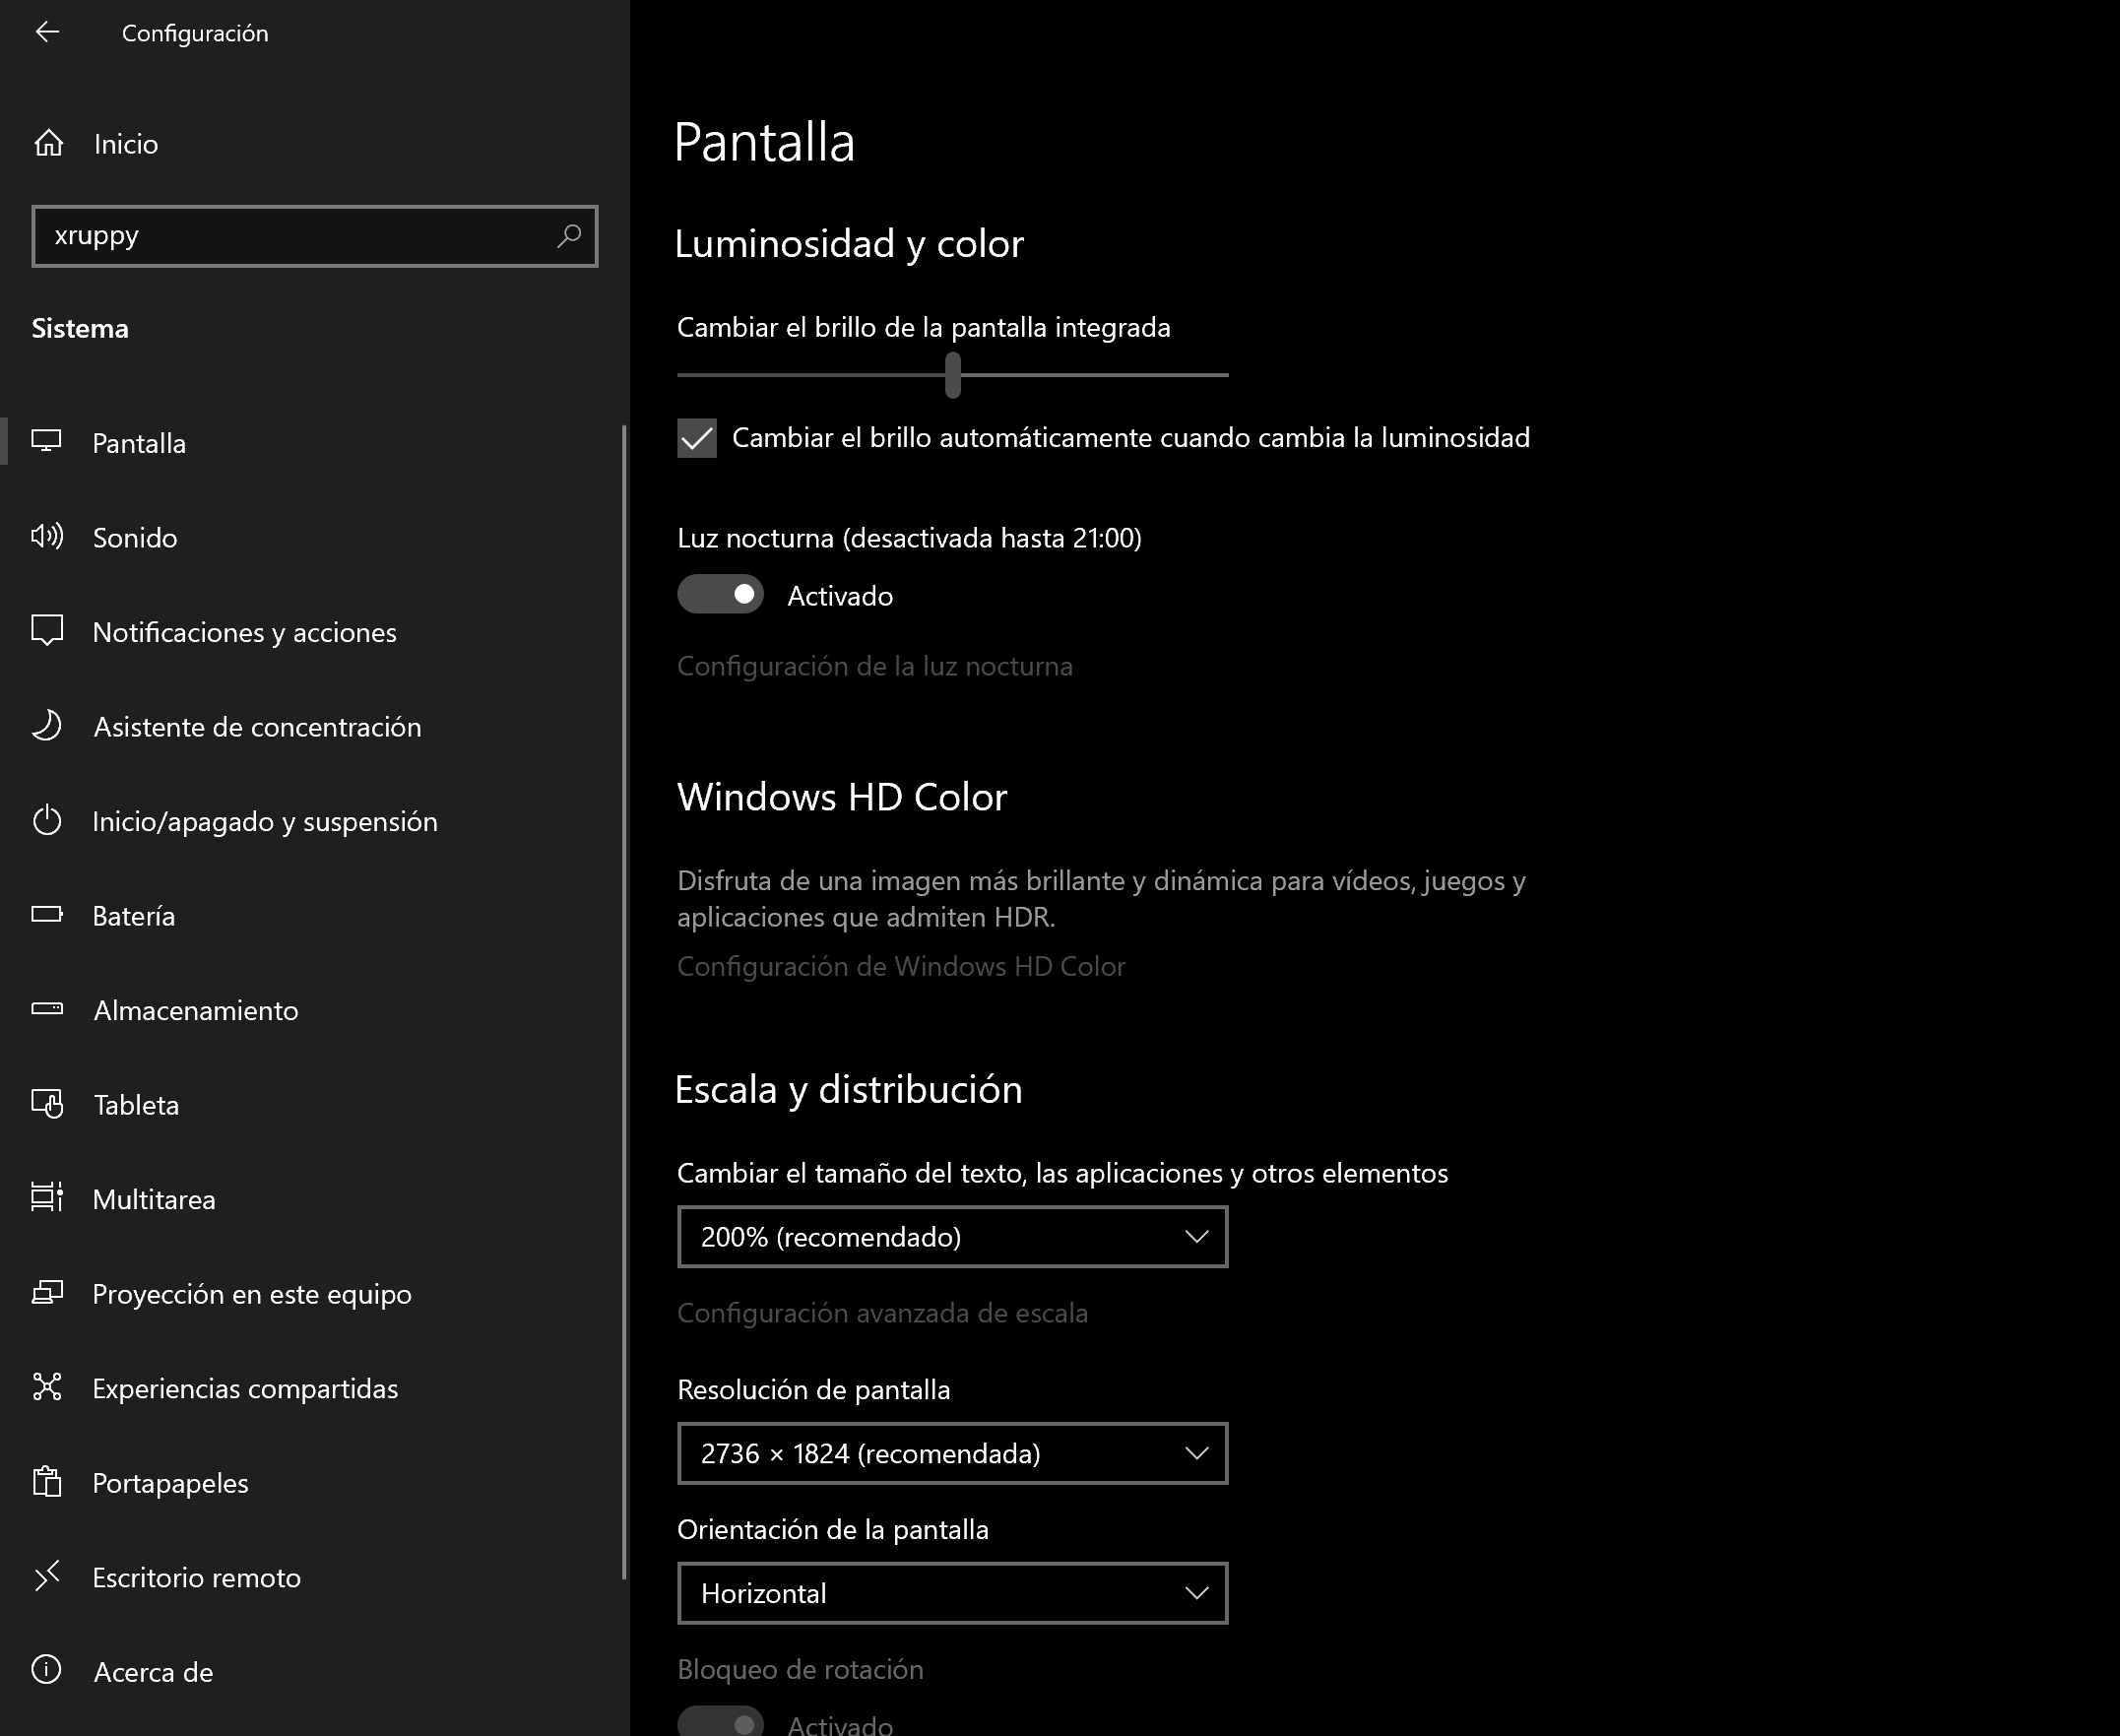 Configuración
Inicio
xruppy
Sistema
Pantalla
Sonido
Notificaciones y acciones
Asistente de concentración
Inicio/apagado y suspensión
Batería
Almacenamiento
Tableta
Multitarea
Proyección en este equipo
Experiencias compartidas
Portapapeles
Escritorio remoto
Acerca de
Pantalla
Luminosidad y color
Cambiar el brillo de la pantalla integrada
Cambiar el brillo automáticamente cuando cambia la luminosidad
Luz nocturna (desactivada hasta 21:00)
Activado
Configuración de la luz nocturna
Windows HD Color
Disfruta de una imagen más brillante y dinámica para vídeos, juegos y
aplicaciones que admiten HDR.
Configuración de Windows HD Color
Escala y distribución
Cambiar el tamaño del texto, las aplicaciones y otros elementos
200% (recomendado)
Configuración avanzada de escala
Resolución de pantalla
2736 × 1824 (recomendada)
Orientación de la pantalla
Horizontal
Bloqueo de rotación
Activado